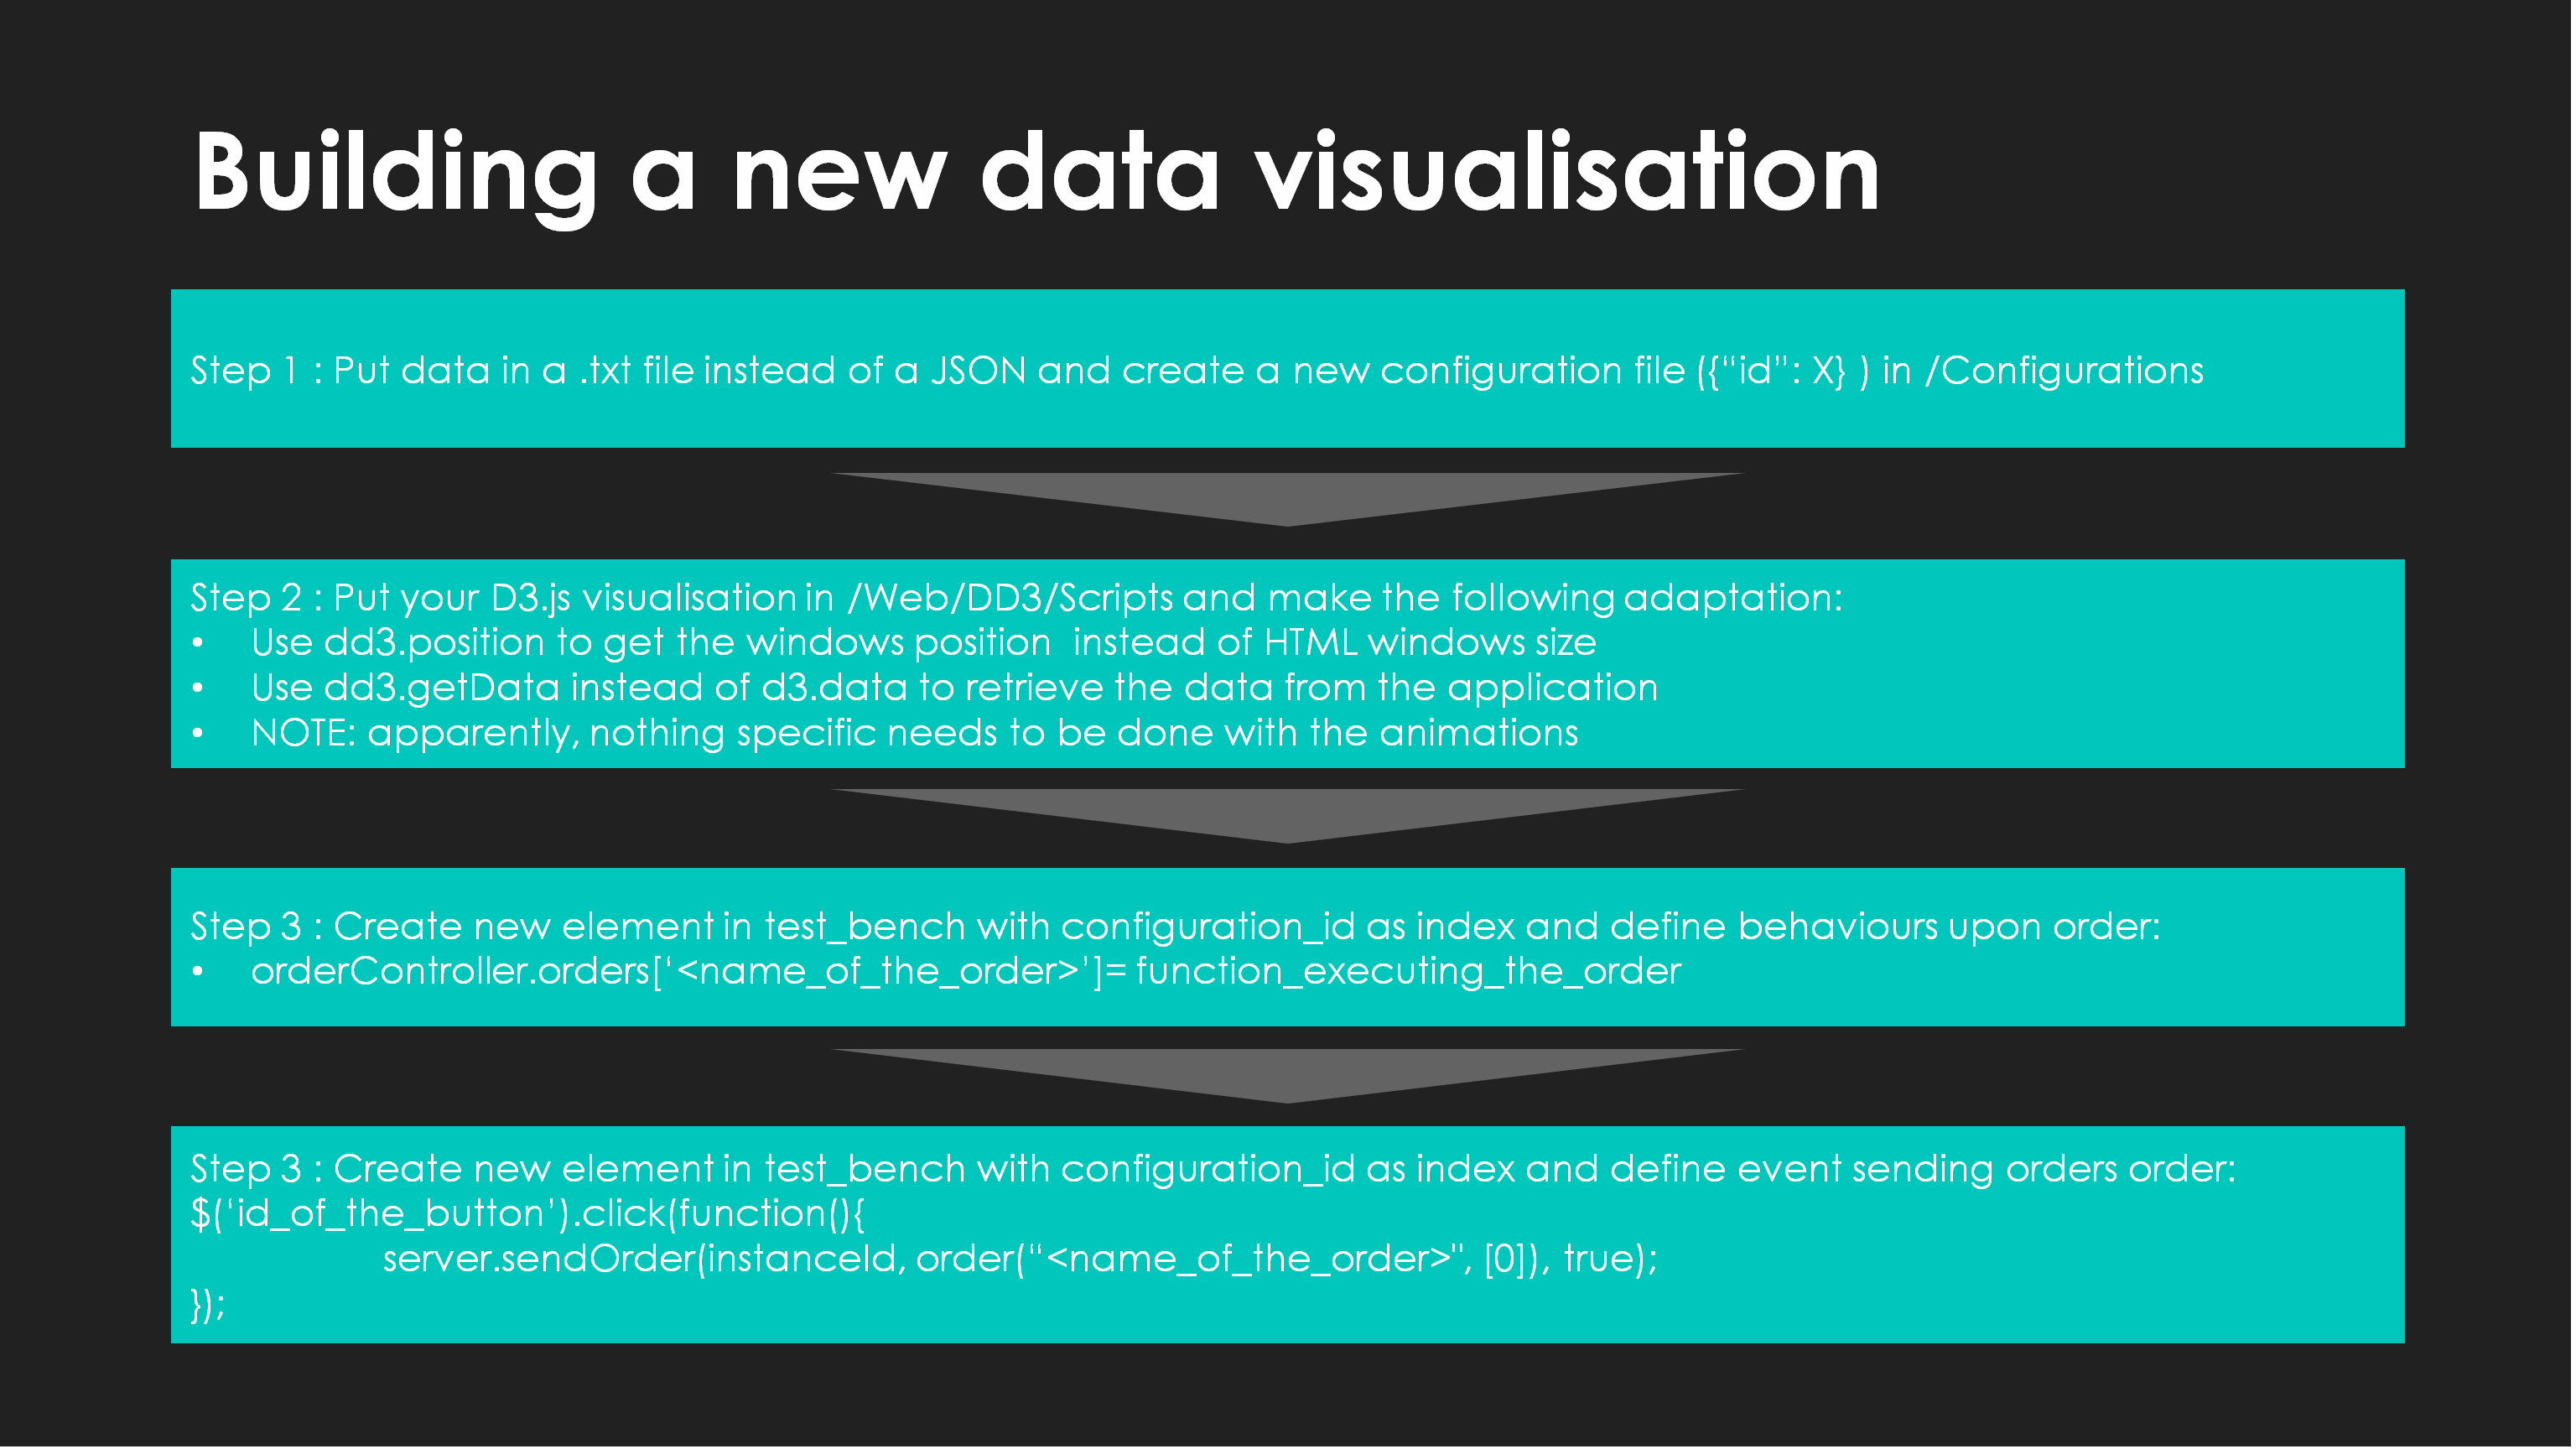 Building a new data visualisation
Step 1 : Put data in a .txt file instead of a JSON and create a new configuration file ({“id”: X} ) in /Configurations
Step 2 : Put your D3.js visualisation in /Web/DD3/Scripts and make the following adaptation:
• Use dd3.position to get the windows position  instead of HTML windows size
• Use dd3.getData instead of d3.data to retrieve the data from the application
• NOTE: apparently, nothing specific needs to be done with the animations
Step 3 : Create new element in test_bench with configuration_id as index and define behaviours upon order:
• orderController.orders[‘<name_of_the_order>’]= function_executing_the_order
Step 3 : Create new element in test_bench with configuration_id as index and define event sending orders order:
$(‘id_of_the_button’).click(function(){
server.sendOrder(instanceId, order(“<name_of_the_order>", [0]), true);
});